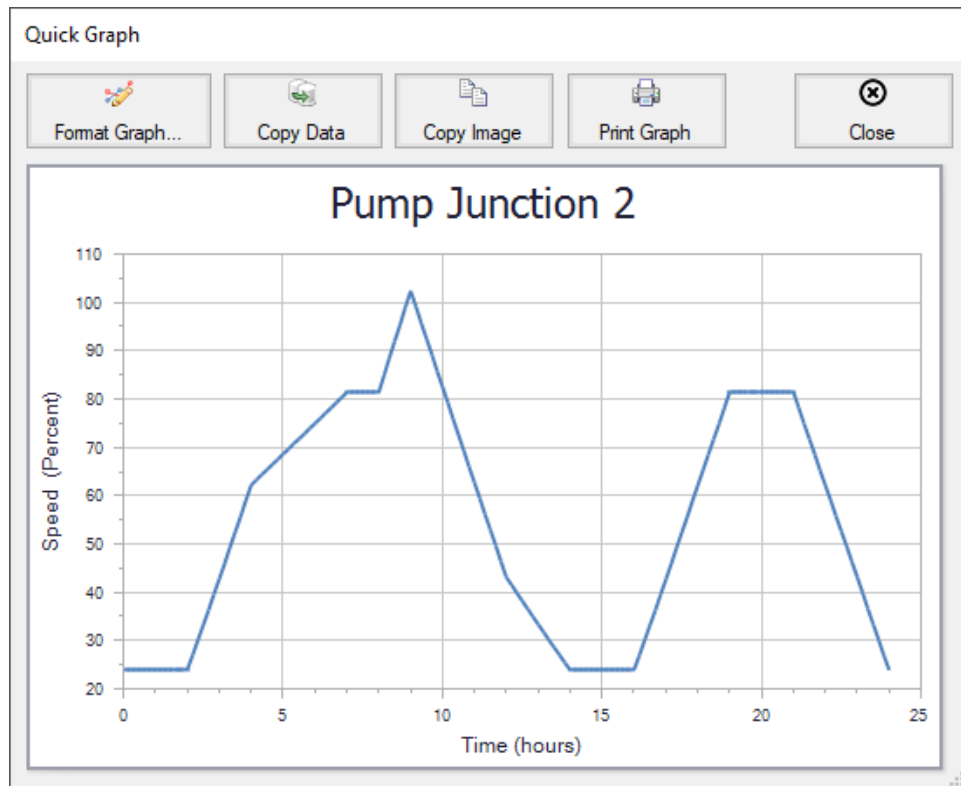 Quick Graph
Format Graph... Copy Data Copy Image Print Graph Close
Pump Junction 2
110
100
90
80
70
60
50
40
30
20
Speed (Percent)
0 5 10 15 20 25
Time (hours)